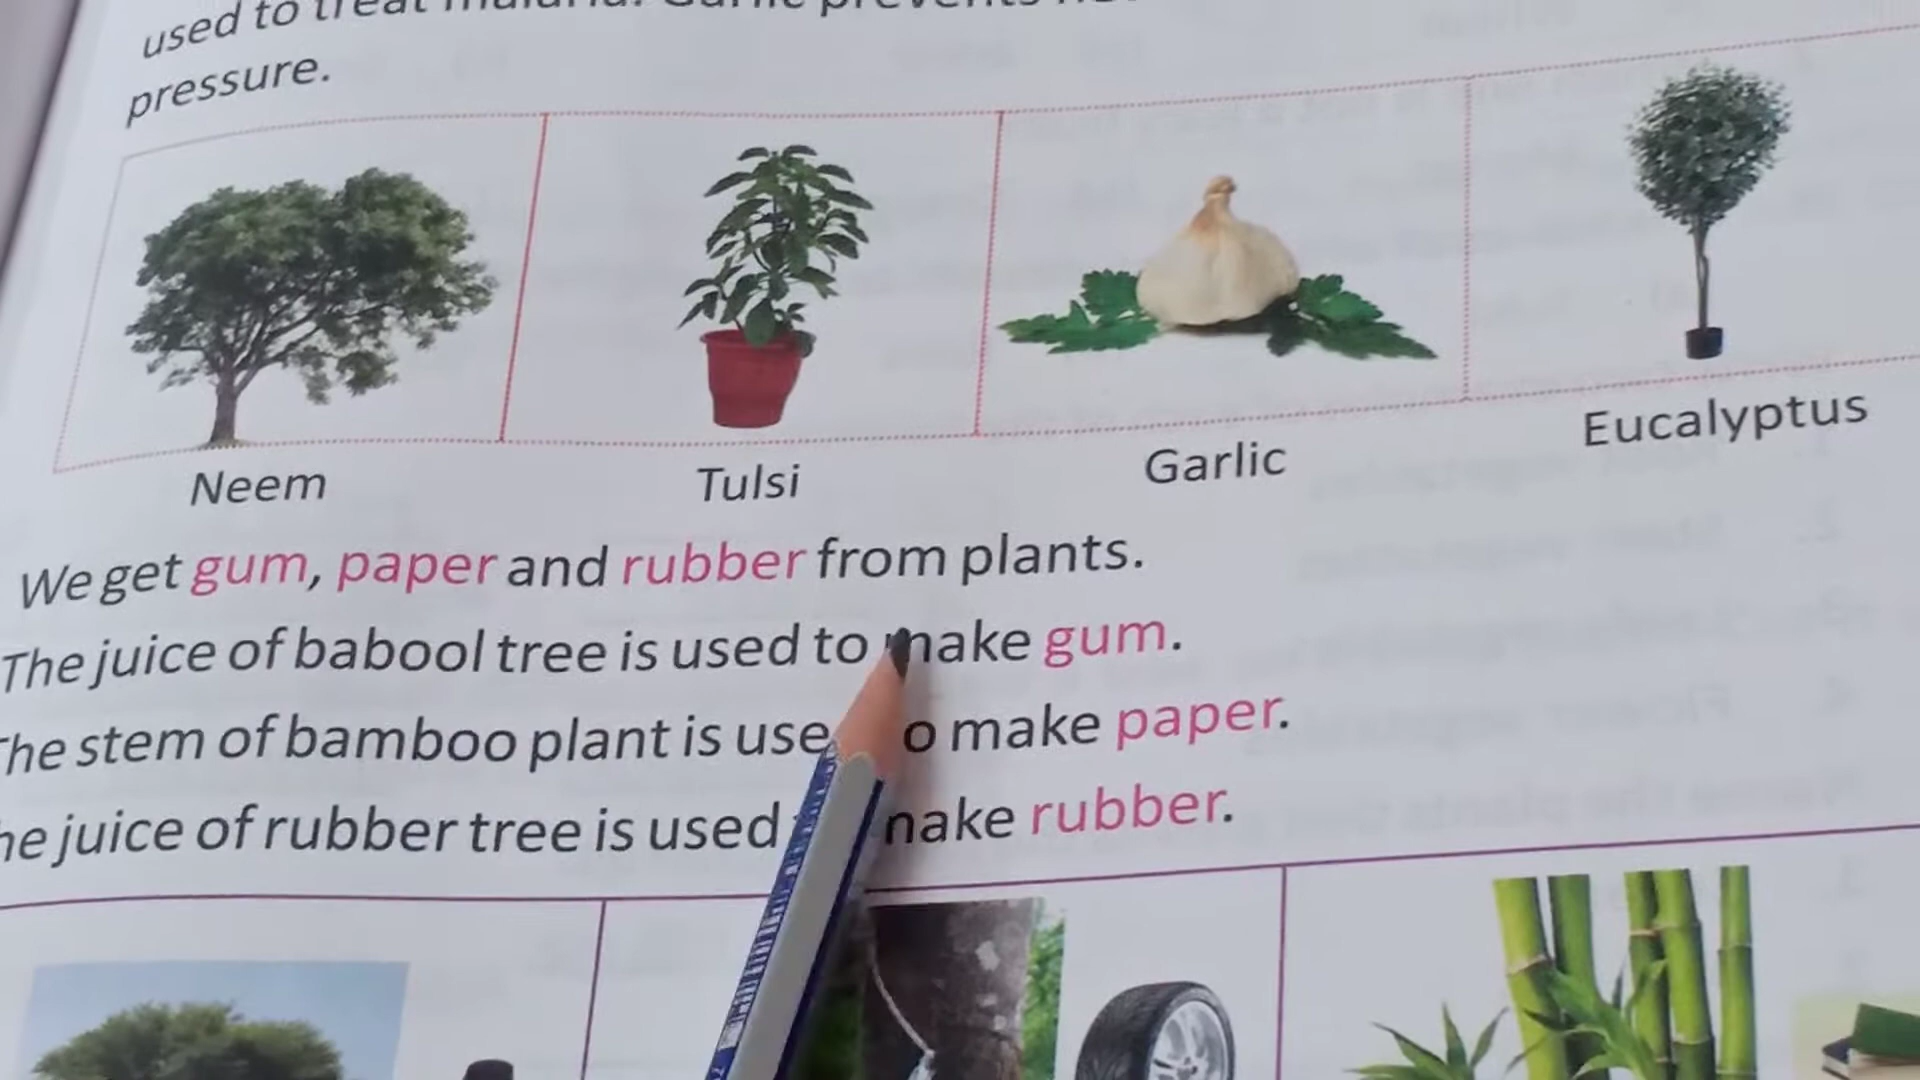 used to treat malaria. Garlic prevents
pressure.
Neem Tulsi Garlic Eucalyptus
We get gum, paper and rubber from plants.
The juice of babool tree is used to make gum.
The stem of bamboo plant is use o make paper.
he juice of rubber tree is used make rubber.